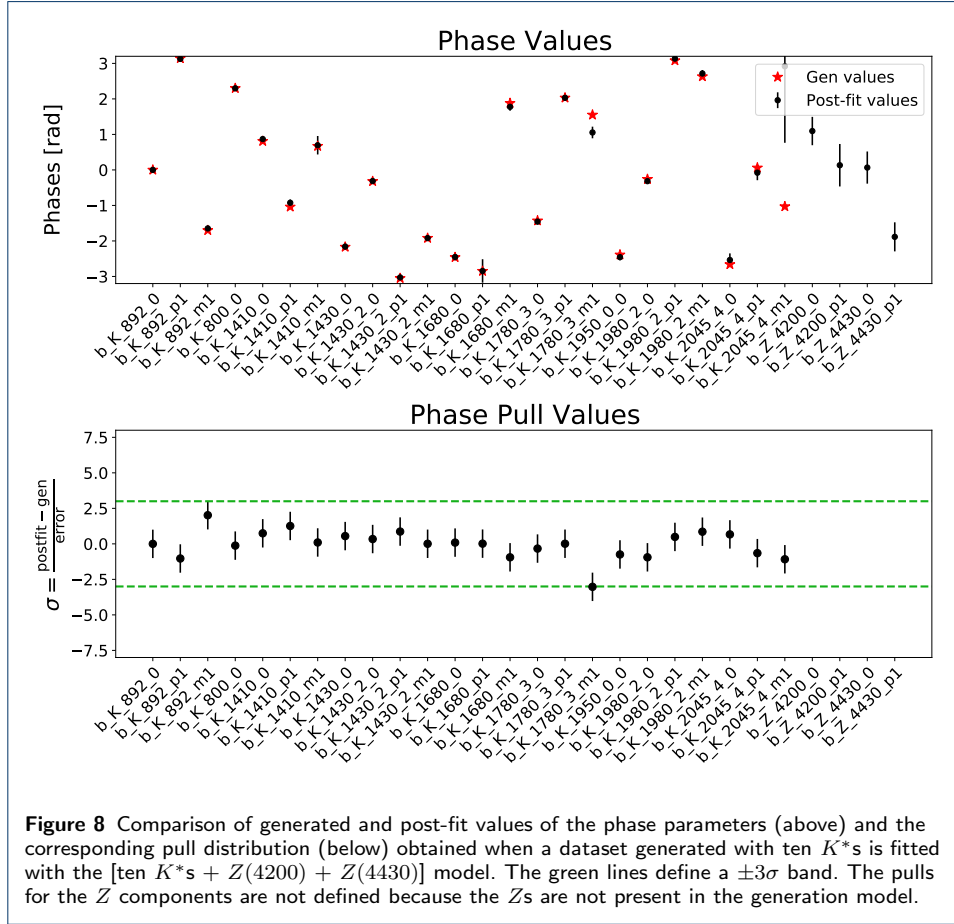 Phase Values
Phases [rad]
3
2
1
0
−1
−2
−3
Gen values
Post-fit values
b_K_892_0
b_K_892_p1
b_K_892_m1
b_K_800_0
b_K_1410_0
b_K_1410_p1
b_K_1410_m1
b_K_1430_0
b_K_1430_2_0
b_K_1430_2_p1
b_K_1430_2_m1
b_K_1680_0
b_K_1680_p1
b_K_1680_m1
b_K_1780_3_0
b_K_1780_3_p1
b_K_1780_3_m1
b_K_1950_0_0
b_K_1980_2_0
b_K_1980_2_p1
b_K_1980_2_m1
b_K_2045_4_0
b_K_2045_4_p1
b_K_2045_4_m1
b_Z_4200_0
b_Z_4200_p1
b_Z_4430_0
b_Z_4430_p1
Phase Pull Values
σ = postfit−gen
error
7.5
5.0
2.5
0.0
−2.5
−5.0
−7.5
b_K_892_0
b_K_892_p1
b_K_892_m1
b_K_800_0
b_K_1410_0
b_K_1410_p1
b_K_1410_m1
b_K_1430_0
b_K_1430_2_0
b_K_1430_2_p1
b_K_1430_2_m1
b_K_1680_0
b_K_1680_p1
b_K_1680_m1
b_K_1780_3_0
b_K_1780_3_p1
b_K_1780_3_m1
b_K_1950_0_0
b_K_1980_2_0
b_K_1980_2_p1
b_K_1980_2_m1
b_K_2045_4_0
b_K_2045_4_p1
b_K_2045_4_m1
b_Z_4200_0
b_Z_4200_p1
b_Z_4430_0
b_Z_4430_p1
Figure 8 Comparison of generated and post-fit values of the phase parameters (above) and the
corresponding pull distribution (below) obtained when a dataset generated with ten K*s is fitted
with the [ten K*s + Z(4200) + Z(4430)] model. The green lines define a ±3σ band. The pulls
for the Z components are not defined because the Zs are not present in the generation model.